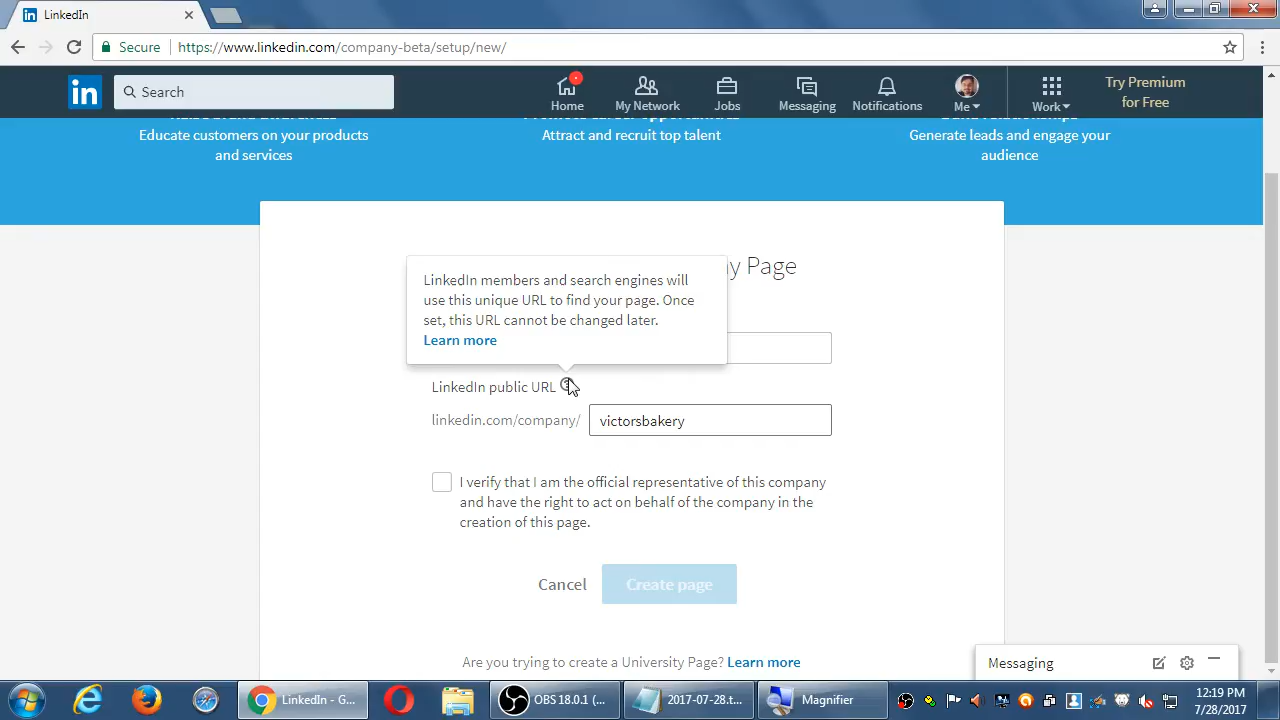 LinkedIn
Secure
https://www.linkedin.com/company-beta/setup/new/
in
Search
Home
My Network
Jobs
Messaging
Notifications
Me
Work
Try Premium
for Free
Educate customers on your products
and services
Attract and recruit top talent
Generate leads and engage your
audience
y Page
LinkedIn members and search engines will
use this unique URL to find your page. Once
set, this URL cannot be changed later.
Learn more
LinkedIn public URL
linkedin.com/company/
victorsbakery
I verify that I am the official representative of this company
and have the right to act on behalf of the company in the
creation of this page.
Cancel
Create page
Are you trying to create a University Page? Learn more
Messaging
LinkedIn - G...
OBS 18.0.1 (...
2017-07-28.t...
Magnifier
12:19 PM
7/28/2017